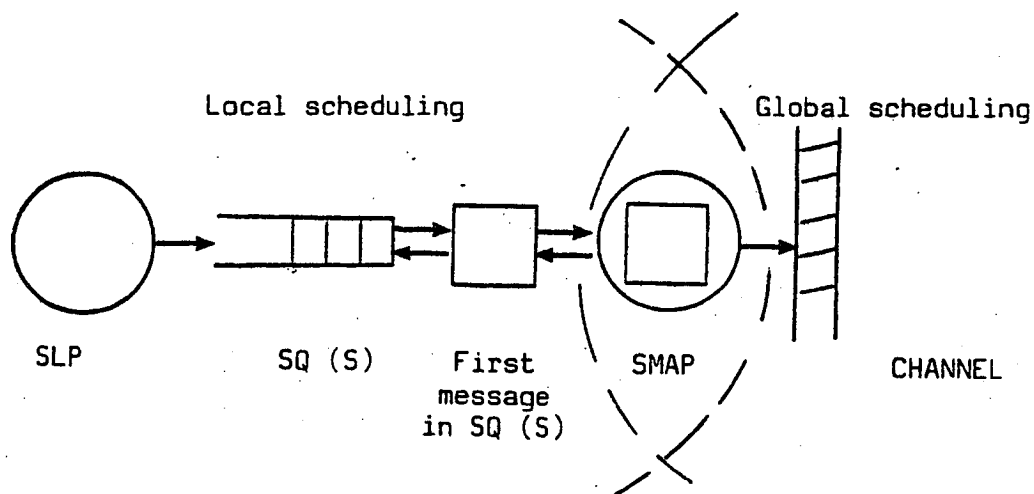 Local scheduling
Global scheduling
SLP
SQ (S)
First
message
in SQ (S)
SMAP
CHANNEL